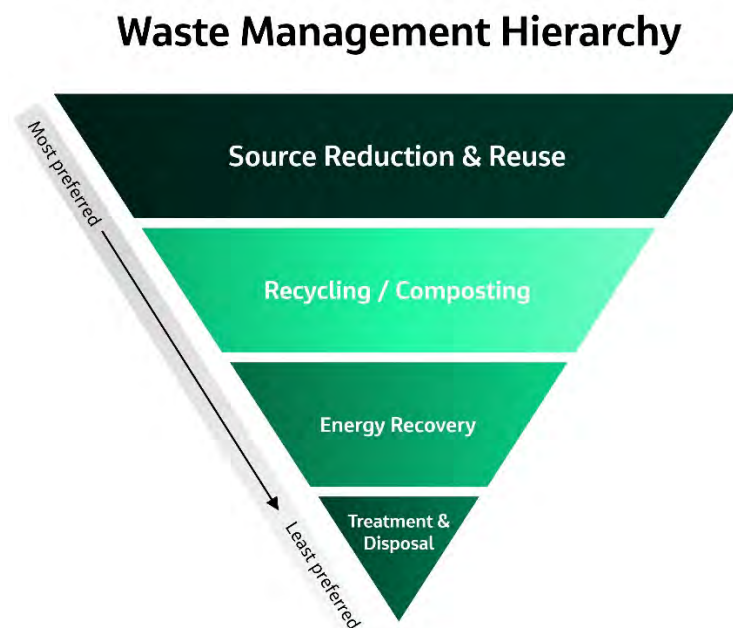 Waste Management Hierarchy
Most preferred
Source Reduction & Reuse
Recycling / Composting
Energy Recovery
Treatment &
Disposal
Least preferred